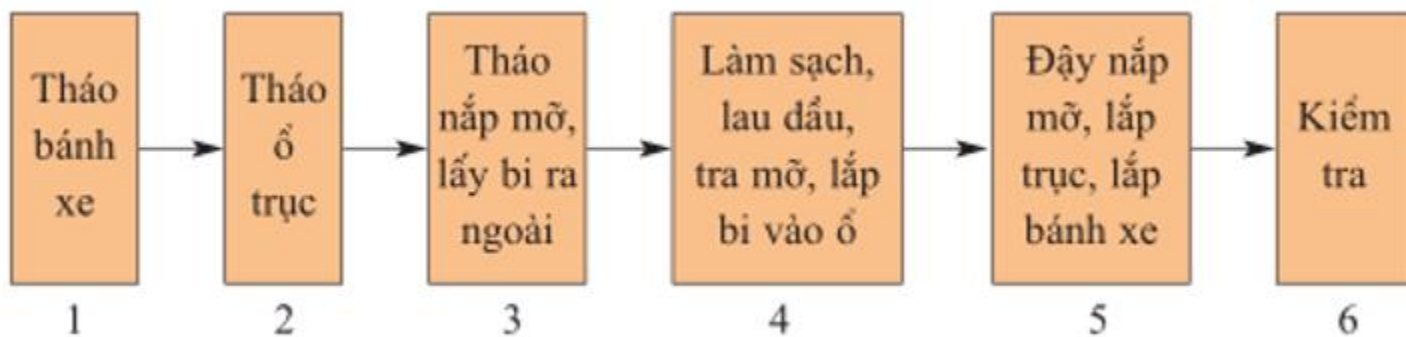 Tháo
bánh
xe
Tháo
ổ
trục
Tháo
nắp mỡ,
lấy bi ra
ngoài
Làm sạch,
lau dầu,
tra mỡ, lắp
bi vào ổ
Đậy nắp
mỡ, lắp
trục, lắp
bánh xe
Kiểm
tra
1
2
3
4
5
6